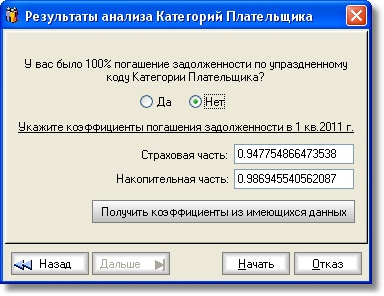 Результаты анализа Категорий Плательщика
У вас было 100% погашение задолженности по упраздненному
коду Категории Плательщика?
Да Нет
Укажите коэффициенты погашения задолженности в 1 кв.2011 г.
Страховая часть: 0.947754866473538
Накопительная часть: 0.986945540562087
Получить коэффициенты из имеющихся данных
Назад Дальше Начать Отказ